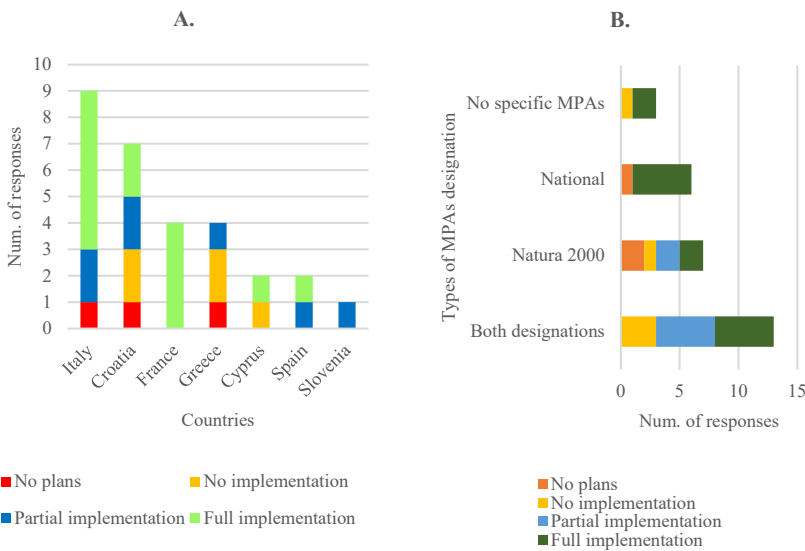 A.
Num. of responses
10
9
8
7
6
5
4
3
2
1
0
Italy
Croatia
France
Greece
Cyprus
Spain
Slovenia
Countries
No plans
No implementation
Partial implementation
Full implementation
B.
Types of MPAs designation
No specific MPAs
National
Natura 2000
Both designations
0 5 10 15
Num. of responses
No plans
No implementation
Partial implementation
Full implementation